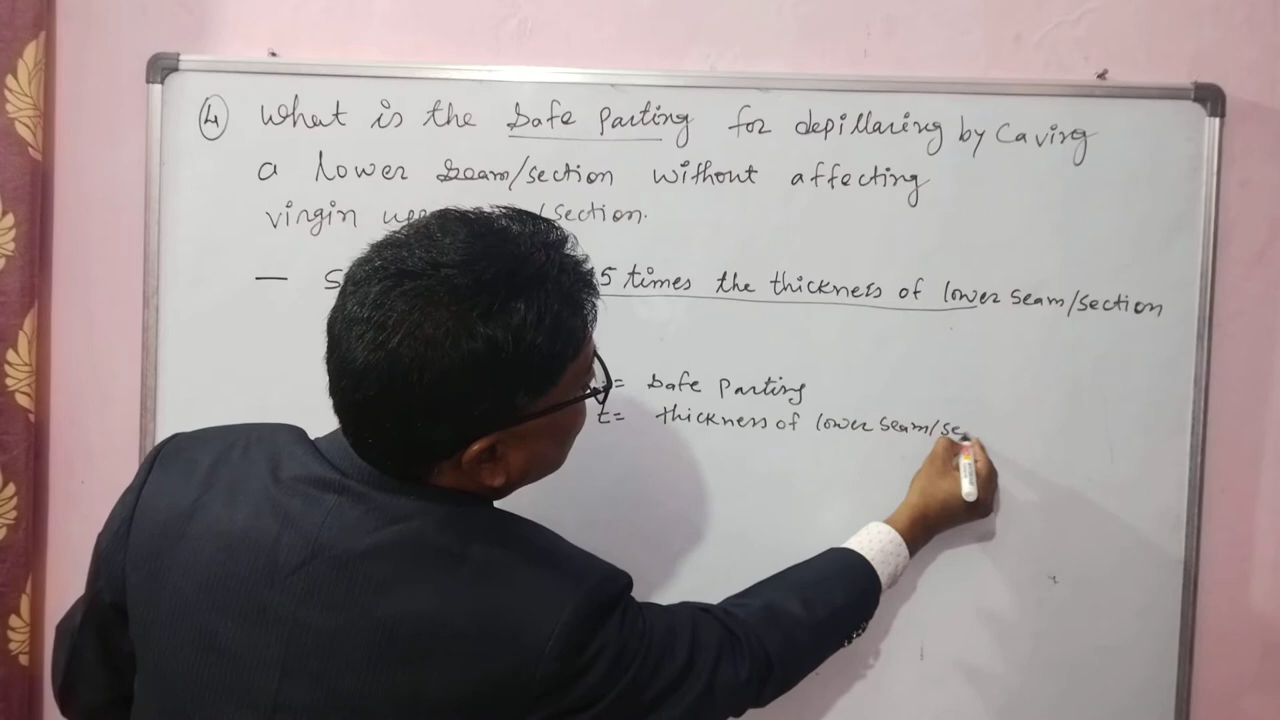 4 What is the Safe Parting for depillaring by Caving
a lower seam/section without affecting
virgin /section.
— 5 times the thickness of lower seam/section
= Safe Parting
t= thickness of lower seam/se